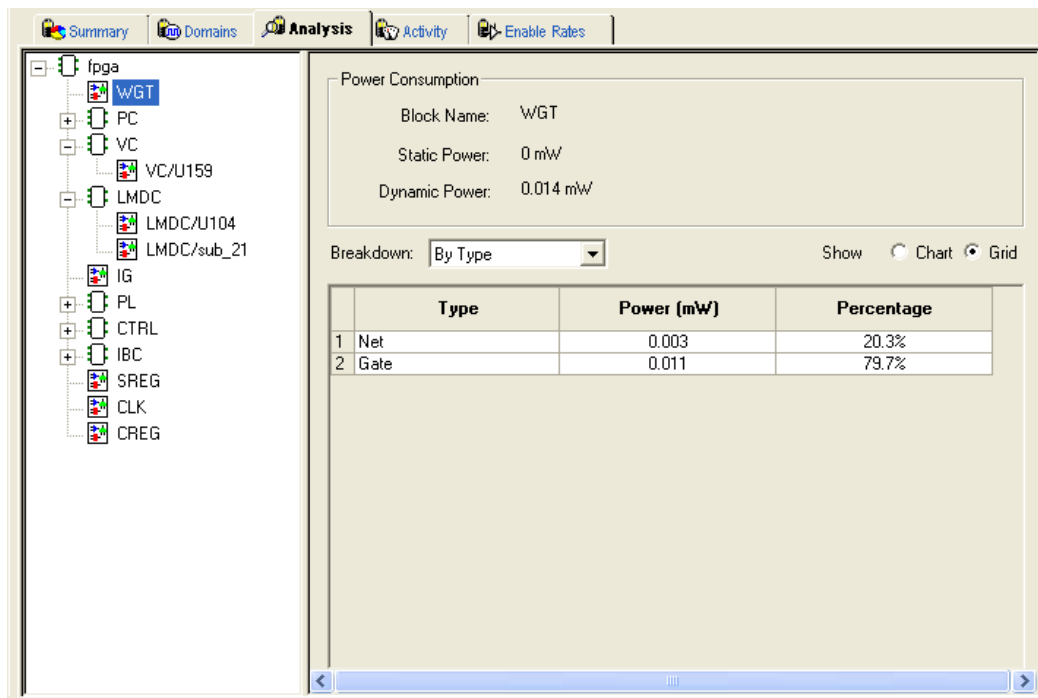 Summary Domains Analysis Activity Enable Rates
fpga
WGT
PC
VC
VC/U159
LMDC
LMDC/U104
LMDC/sub_21
IG
PL
CTRL
IBC
SREG
CLK
CREG
Power Consumption
Block Name: WGT
Static Power: 0 mW
Dynamic Power: 0.014 mW
Breakdown: By Type Show Chart Grid
Type Power (mW) Percentage
1 Net 0.003 20.3%
2 Gate 0.011 79.7%